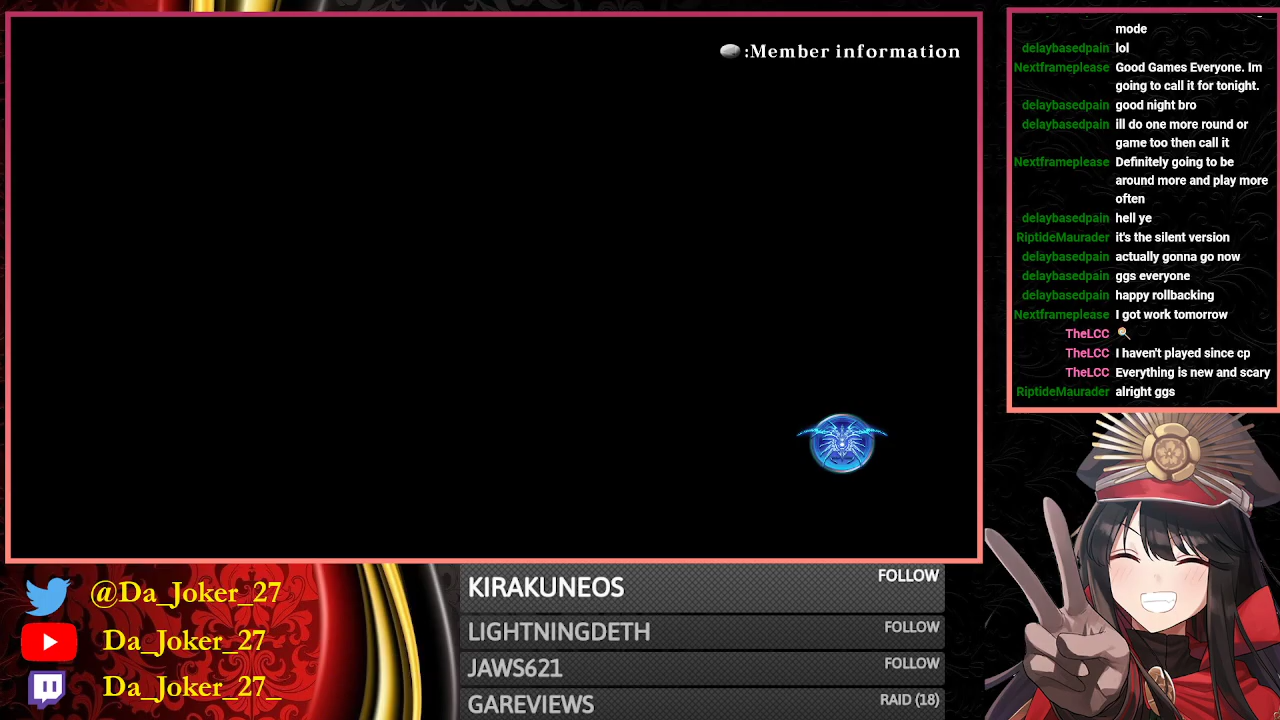 :Member information
mode
delaybasedpain lol
Nextframeplease Good Games Everyone. Im
going to call it for tonight.
delaybasedpain good night bro
delaybasedpain ill do one more round or
game too then call it
Nextframeplease Definitely going to be
around more and play more
often
delaybasedpain hell ye
RiptideMaurader it's the silent version
delaybasedpain actually gonna go now
delaybasedpain ggs everyone
delaybasedpain happy rollbacking
Nextframeplease I got work tomorrow
TheLCC
TheLCC I haven't played since cp
TheLCC Everything is new and scary
RiptideMaurader alright ggs
@Da_Joker_27
Da_Joker_27
Da_Joker_27_
KIRAKUNEOS FOLLOW
LIGHTNINGDETH FOLLOW
JAWS621 FOLLOW
GAREVIEWS RAID (18)